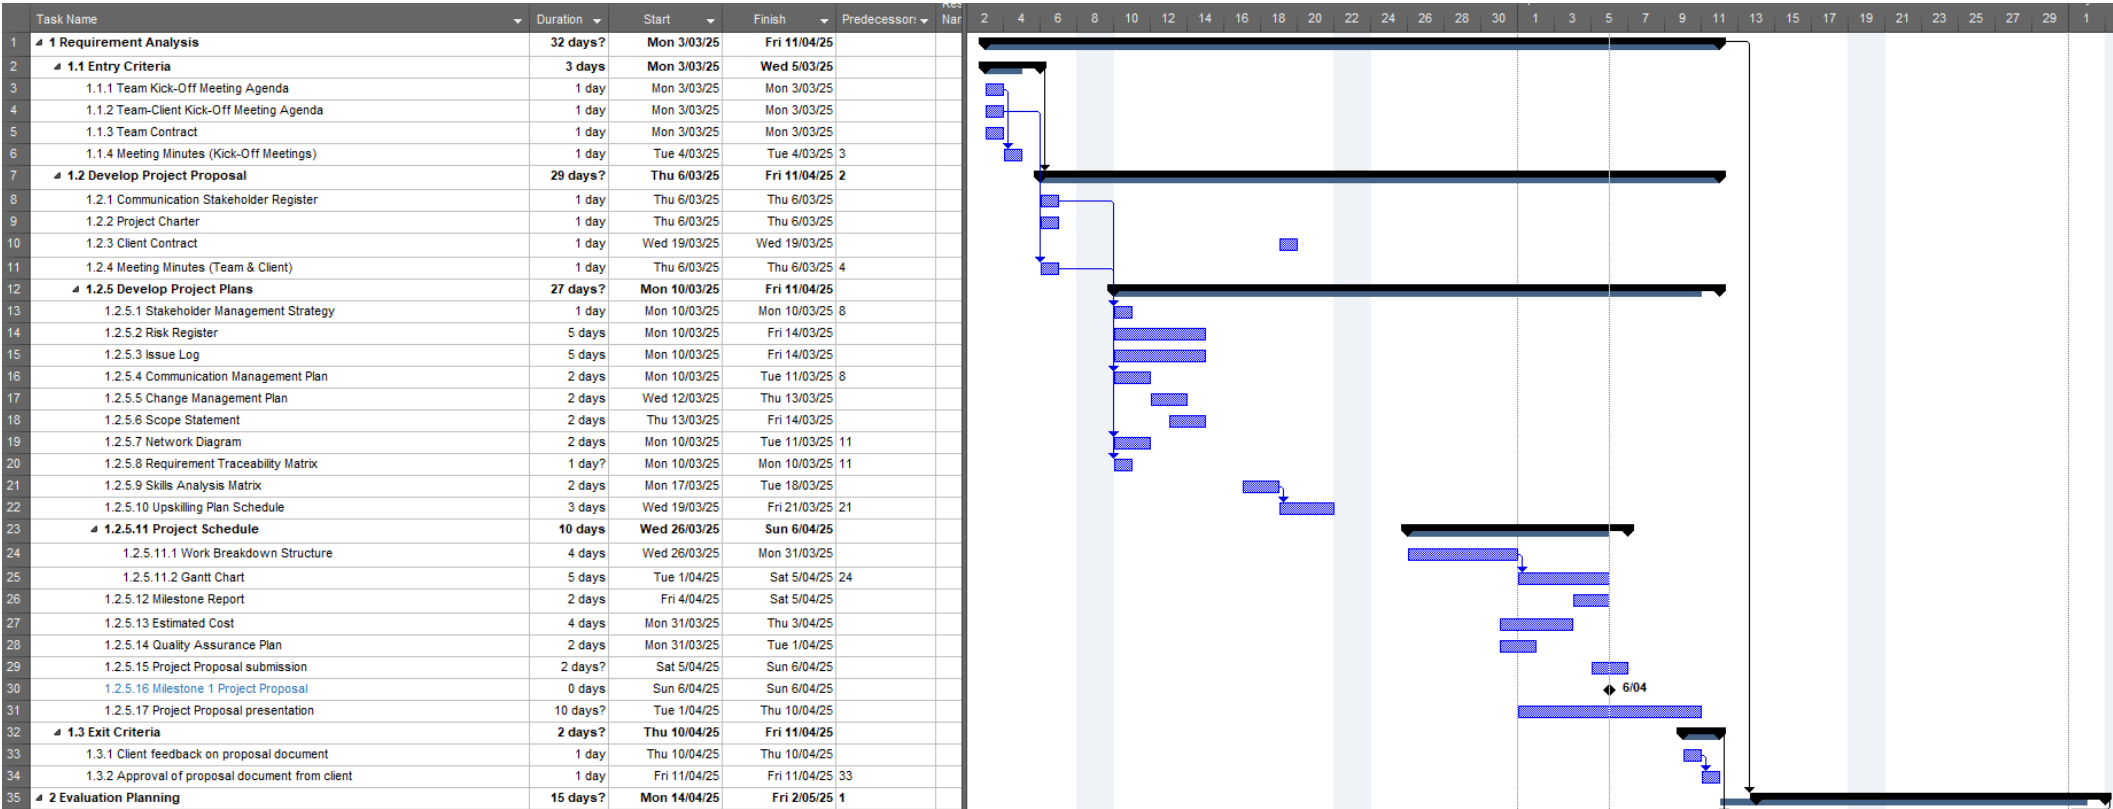 Task Name Duration Start Finish Predecessors Nar 2 4 6 8 10 12 14 16 18 20 22 24 26 28 30 1 3 5 7 9 11 13 15 17 19 21 23 25 27 29 1
1 1 Requirement Analysis 32 days? Mon 3/03/25 Fri 11/04/25
2 1.1 Entry Criteria 3 days Mon 3/03/25 Wed 5/03/25
3 1.1.1 Team Kick-Off Meeting Agenda 1 day Mon 3/03/25 Mon 3/03/25
4 1.1.2 Team-Client Kick-Off Meeting Agenda 1 day Mon 3/03/25 Mon 3/03/25
5 1.1.3 Team Contract 1 day Mon 3/03/25 Mon 3/03/25
6 1.1.4 Meeting Minutes (Kick-Off Meetings) 1 day Tue 4/03/25 Tue 4/03/25 3
7 1.2 Develop Project Proposal 29 days? Thu 6/03/25 Fri 11/04/25 2
8 1.2.1 Communication Stakeholder Register 1 day Thu 6/03/25 Thu 6/03/25
9 1.2.2 Project Charter 1 day Thu 6/03/25 Thu 6/03/25
10 1.2.3 Client Contract 1 day Wed 19/03/25 Wed 19/03/25
11 1.2.4 Meeting Minutes (Team & Client) 1 day Thu 6/03/25 Thu 6/03/25 4
12 1.2.5 Develop Project Plans 27 days? Mon 10/03/25 Fri 11/04/25
13 1.2.5.1 Stakeholder Management Strategy 1 day Mon 10/03/25 Mon 10/03/25 8
14 1.2.5.2 Risk Register 5 days Mon 10/03/25 Fri 14/03/25
15 1.2.5.3 Issue Log 5 days Mon 10/03/25 Fri 14/03/25
16 1.2.5.4 Communication Management Plan 2 days Mon 10/03/25 Tue 11/03/25 8
17 1.2.5.5 Change Management Plan 2 days Wed 12/03/25 Thu 13/03/25
18 1.2.5.6 Scope Statement 2 days Thu 13/03/25 Fri 14/03/25
19 1.2.5.7 Network Diagram 2 days Mon 10/03/25 Tue 11/03/25 11
20 1.2.5.8 Requirement Traceability Matrix 1 day? Mon 10/03/25 Mon 10/03/25 11
21 1.2.5.9 Skills Analysis Matrix 2 days Mon 17/03/25 Tue 18/03/25
22 1.2.5.10 Upskilling Plan Schedule 3 days Wed 19/03/25 Fri 21/03/25 21
23 1.2.5.11 Project Schedule 10 days Wed 26/03/25 Sun 6/04/25
24 1.2.5.11.1 Work Breakdown Structure 4 days Wed 26/03/25 Mon 31/03/25
25 1.2.5.11.2 Gantt Chart 5 days Tue 1/04/25 Sat 5/04/25 24
26 1.2.5.12 Milestone Report 2 days Fri 4/04/25 Sat 5/04/25
27 1.2.5.13 Estimated Cost 4 days Mon 31/03/25 Thu 3/04/25
28 1.2.5.14 Quality Assurance Plan 2 days Mon 31/03/25 Tue 1/04/25
29 1.2.5.15 Project Proposal submission 2 days? Sat 5/04/25 Sun 6/04/25
30 1.2.5.16 Milestone 1 Project Proposal 0 days Sun 6/04/25 Sun 6/04/25 6/04
31 1.2.5.17 Project Proposal presentation 10 days? Tue 1/04/25 Thu 10/04/25
32 1.3 Exit Criteria 2 days? Thu 10/04/25 Fri 11/04/25
33 1.3.1 Client feedback on proposal document 1 day Thu 10/04/25 Thu 10/04/25
34 1.3.2 Approval of proposal document from client 1 day Fri 11/04/25 Fri 11/04/25 33
35 2 Evaluation Planning 15 days? Mon 14/04/25 Fri 2/05/25 1